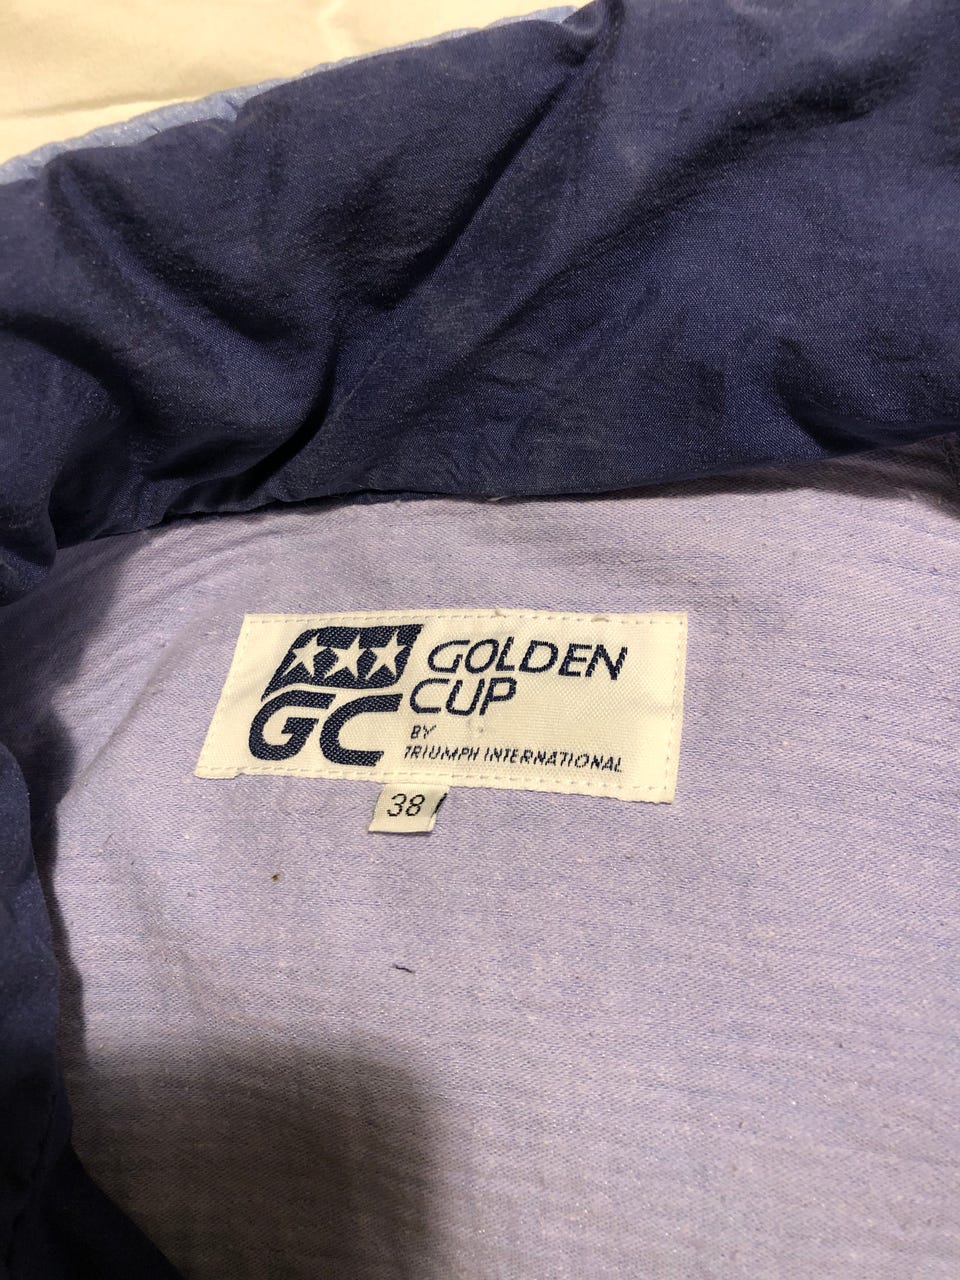 GC
GOLDEN
CUP
BY
TRIUMPH INTERNATIONAL
38